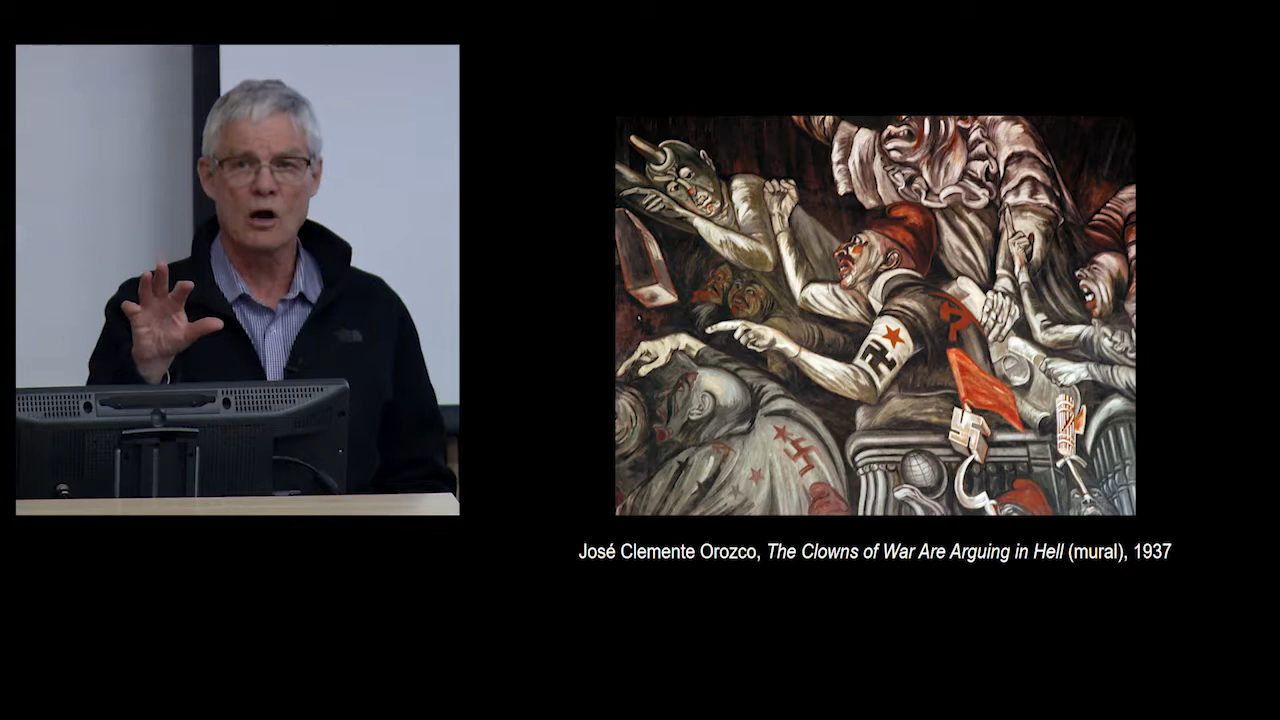 José Clemente Orozco, The Clowns of War Are Arguing in Hell (mural), 1937